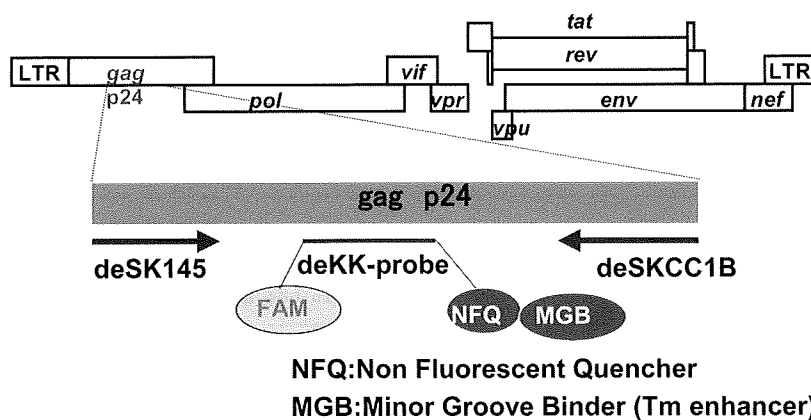 tat
rev
LTR gag vif LTR
p24 pol vpr env nef
vpu
gag p24
deSK145 deKK-probe deSKCC1B
FAM NFQ MGB
NFQ:Non Fluorescent Quencher
MGB:Minor Groove Binder (Tm enhancer)